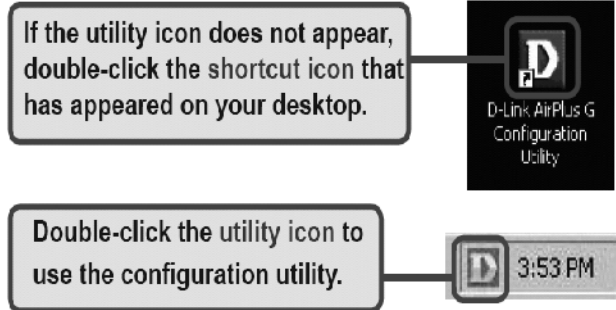 If the utility icon does not appear,
double-click the shortcut icon that
has appeared on your desktop.
D
D-Link AirPlus G
Configuration
Utility
Double-click the utility icon to
use the configuration utility.
D
3:53 PM